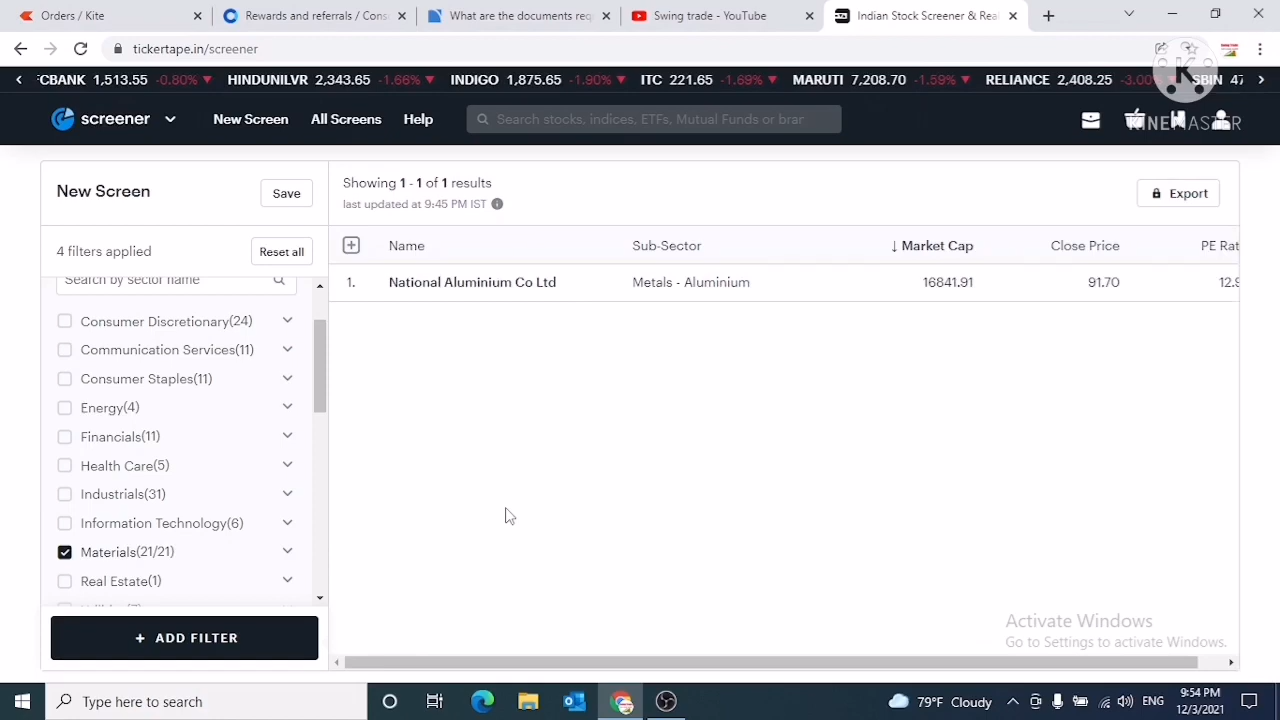 Orders / Kite
Rewards and referrals / Cons
What are the documents req
Swing trade - YouTube
Indian Stock Screener & Rea
tickertape.in/screener
:CBANK 1,513.55 -0.80% HINDUNILVR 2,343.65 -1.66% INDIGO 1,875.65 -1.90% ITC 221.65 -1.69% MARUTI 7,208.70 -1.59% RELIANCE 2,408.25 -3.00% SBIN 47
screener New Screen All Screens Help Search stocks, indices, ETFs, Mutual Funds or brar
K
KINEMASTER
New Screen Save
Showing 1 - 1 of 1 results
last updated at 9:45 PM IST
Export
4 filters applied Reset all
Name Sub-Sector ↓ Market Cap Close Price PE Rat
1. National Aluminium Co Ltd Metals - Aluminium 16841.91 91.70 12.9
Search by sector name
Consumer Discretionary(24)
Communication Services(11)
Consumer Staples(11)
Energy(4)
Financials(11)
Health Care(5)
Industrials(31)
Information Technology(6)
Materials(21/21)
Real Estate(1)
+ ADD FILTER
Activate Windows
Go to Settings to activate Windows.
Type here to search
79°F Cloudy
ENG
9:54 PM
12/3/2021